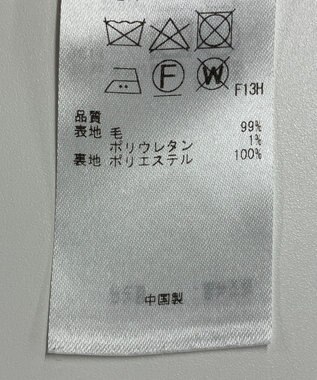 F W F13H
品質
表地 毛 99%
ポリウレタン 1%
裏地 ポリエステル 100%
中国製